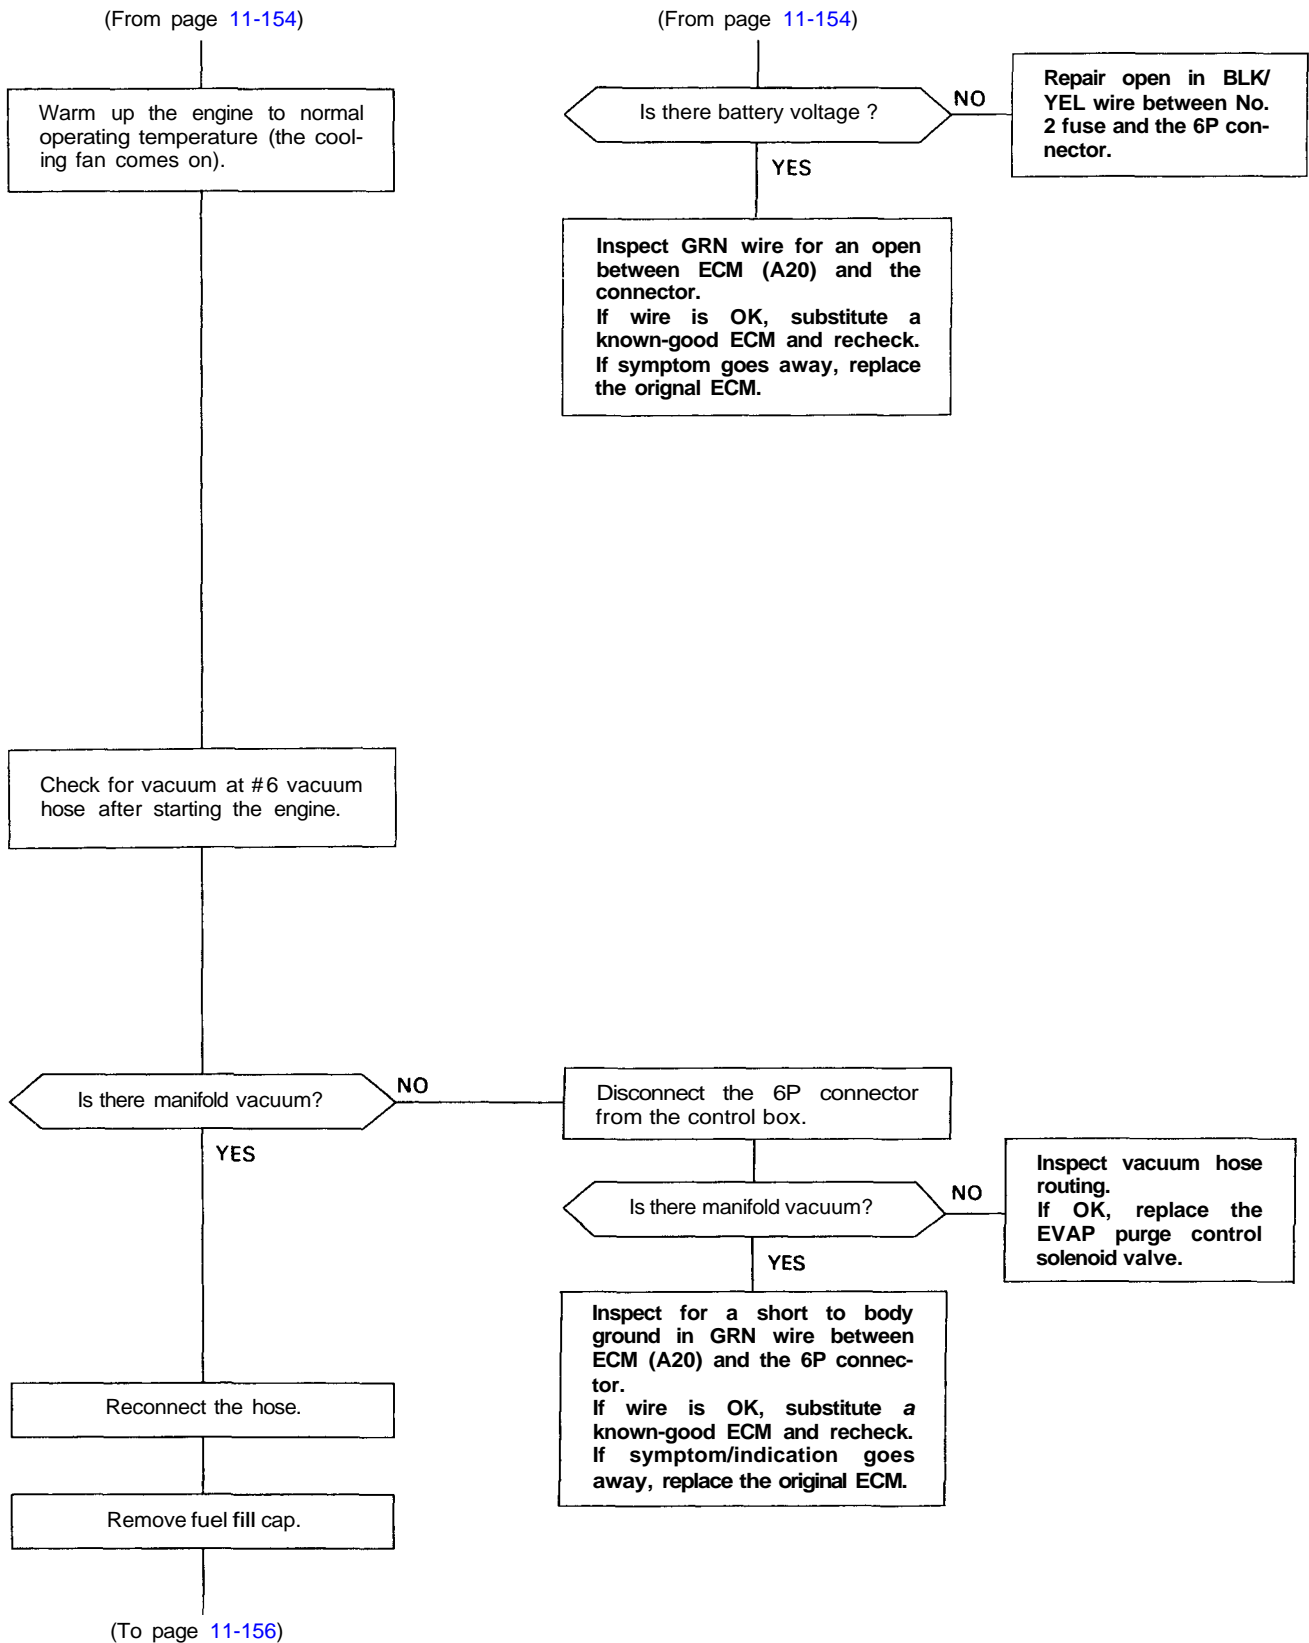 (From page 11-154)
Warm up the engine to normal
operating temperature (the cool-
ing fan comes on).
Check for vacuum at #6 vacuum
hose after starting the engine.
Is there manifold vacuum?
NO
YES
Reconnect the hose.
Remove fuel fill cap.
(To page 11-156)
(From page 11-154)
Is there battery voltage ?
NO
YES
Repair open in BLK/
YEL wire between No.
2 fuse and the 6P con-
nector.
Inspect GRN wire for an open
between ECM (A20) and the
connector.
If wire is OK, substitute a
known-good ECM and recheck.
If symptom goes away, replace
the orignal ECM.
Disconnect the 6P connector
from the control box.
Is there manifold vacuum?
NO
YES
Inspect vacuum hose
routing.
If OK, replace the
EVAP purge control
solenoid valve.
Inspect for a short to body
ground in GRN wire between
ECM (A20) and the 6P connec-
tor.
If wire is OK, substitute a
known-good ECM and recheck.
If symptom/indication goes
away, replace the original ECM.